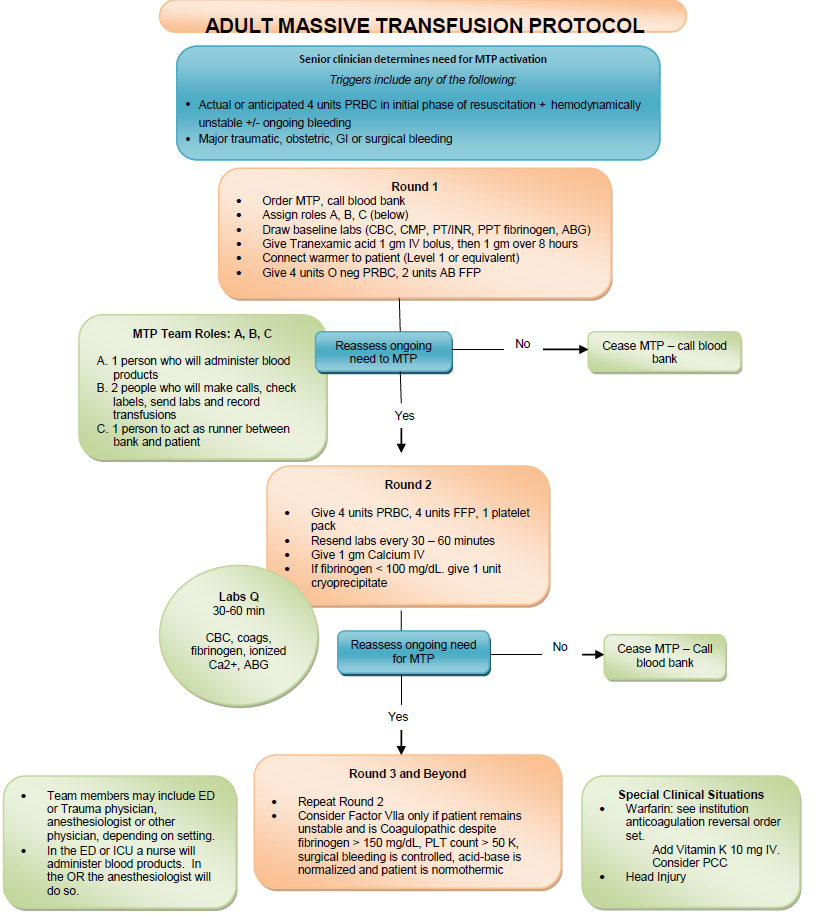 ADULT MASSIVE TRANSFUSION PROTOCOL
Senior clinician determines need for MTP activation
Triggers include any of the following:
• Actual or anticipated 4 units PRBC in initial phase of resuscitation + hemodynamically
unstable +/- ongoing bleeding
• Major traumatic, obstetric, GI or surgical bleeding
Round 1
• Order MTP, call blood bank
• Assign roles A, B, C (below)
• Draw baseline labs (CBC, CMP, PT/INR, PPT fibrinogen, ABG)
• Give Tranexamic acid 1 gm IV bolus, then 1 gm over 8 hours
• Connect warmer to patient (Level 1 or equivalent)
• Give 4 units O neg PRBC, 2 units AB FFP
MTP Team Roles: A, B, C
A. 1 person who will administer blood
products
B. 2 people who will make calls, check
labels, send labs and record
transfusions
C. 1 person to act as runner between
bank and patient
Reassess ongoing
need to MTP
No
Cease MTP – call blood
bank
Yes
Round 2
• Give 4 units PRBC, 4 units FFP, 1 platelet
pack
• Resend labs every 30 – 60 minutes
• Give 1 gm Calcium IV
• If fibrinogen < 100 mg/dL. give 1 unit
cryoprecipitate
Labs Q
30-60 min
CBC, coags,
fibrinogen, ionized
Ca2+, ABG
Reassess ongoing need
for MTP
No
Cease MTP – Call
blood bank
Yes
• Team members may include ED
or Trauma physician,
anesthesiologist or other
physician, depending on setting.
• In the ED or ICU a nurse will
administer blood products. In
the OR the anesthesiologist will
do so.
Round 3 and Beyond
• Repeat Round 2
• Consider Factor VIIa only if patient remains
unstable and is Coagulopathic despite
fibrinogen > 150 mg/dL, PLT count > 50 K,
surgical bleeding is controlled, acid-base is
normalized and patient is normothermic
Special Clinical Situations
• Warfarin: see institution
anticoagulation reversal order
set.
Add Vitamin K 10 mg IV.
Consider PCC
• Head Injury